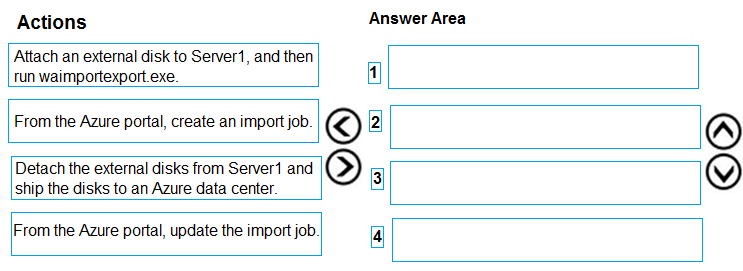 Actions
Answer Area
Attach an external disk to Server1, and then
run waimportexport.exe.
1
From the Azure portal, create an import job.
2
Detach the external disks from Server1 and
ship the disks to an Azure data center.
3
From the Azure portal, update the import job.
4